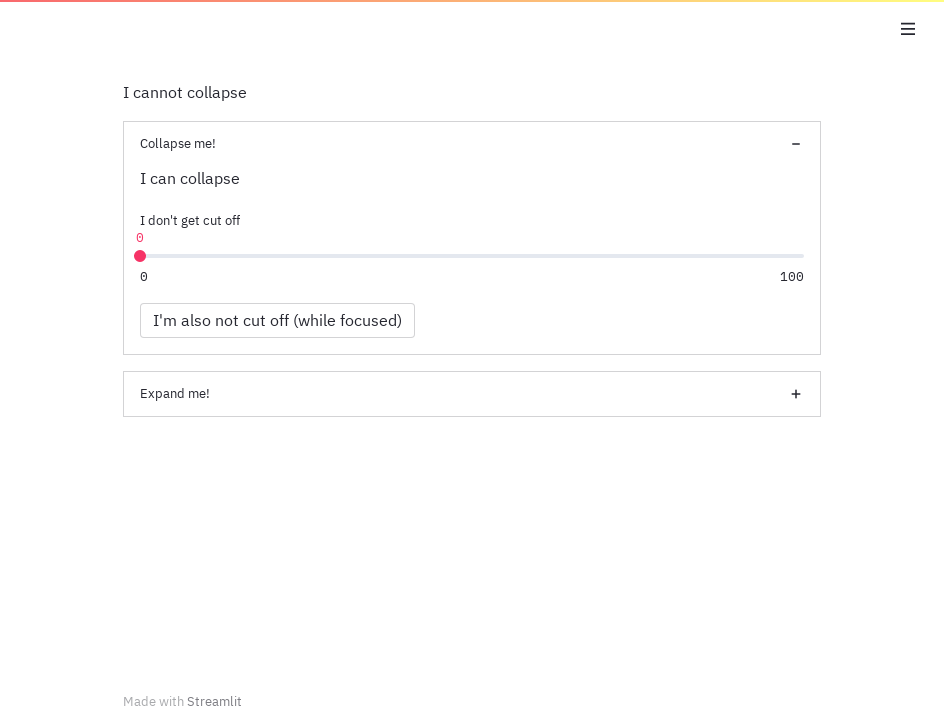 I cannot collapse
Collapse me!
I can collapse
I don't get cut off
0
0 100
I'm also not cut off (while focused)
Expand me!
Made with Streamlit